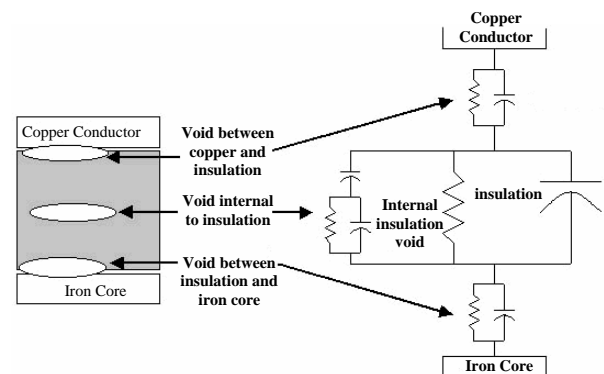 Copper
Conductor
Copper Conductor
Void between
copper and
insulation
Void internal
to insulation
Internal
insulation
void
insulation
Void between
insulation and
iron core
Iron Core
Iron Core